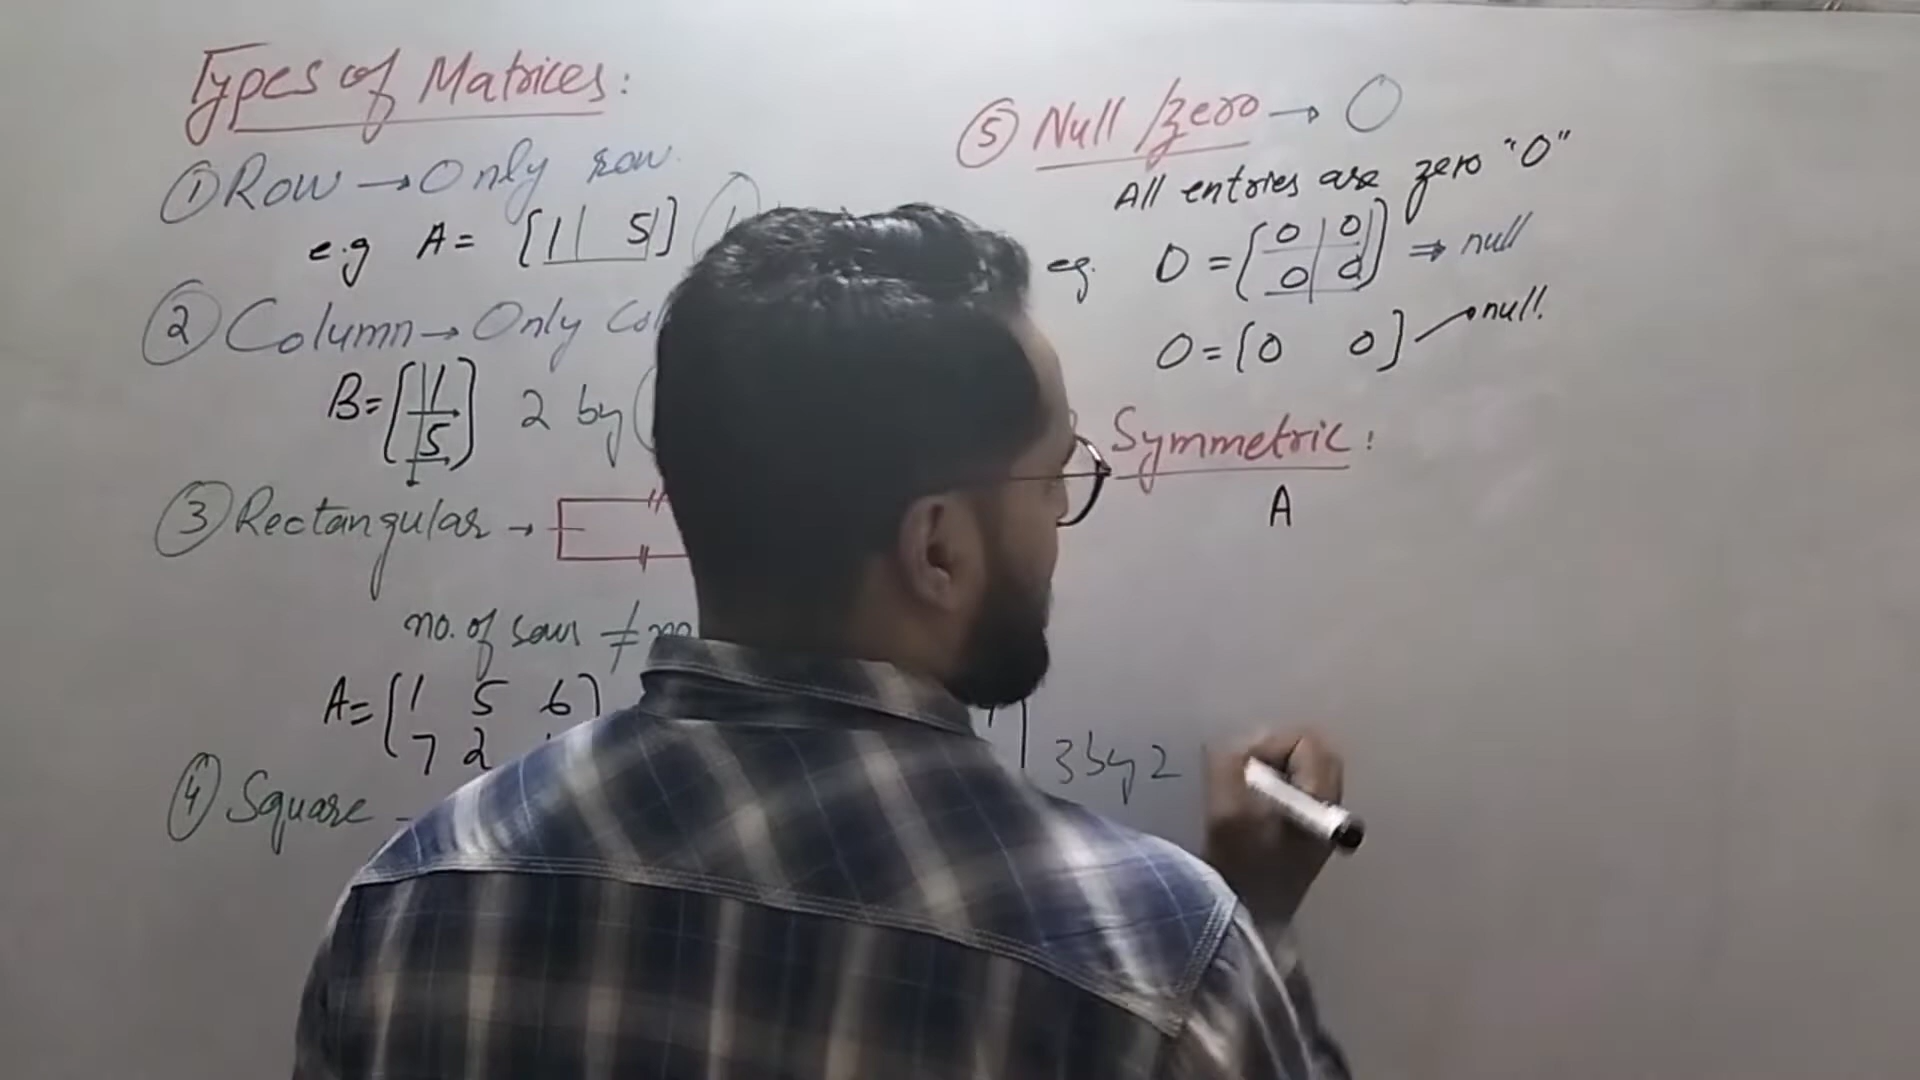 Types of Matrices:
① Row → Only row.
e.g A = [1 5]
② Column → Only
B = [1
5] 2 by
③ Rectangular →
no. of rows ≠ no
A = [1 5 6]
7 2
④ Square -
⑤ Null /zero → O
All entries are zero "0"
eg. O = [0 0
0 0] ⇒ null
O = [0 0] → null.
Symmetric:
A
3 by 2